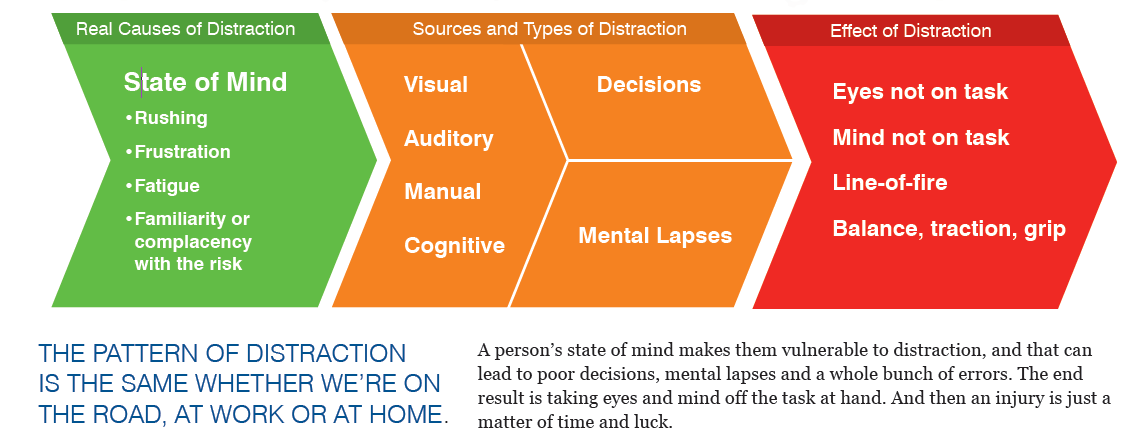 Real Causes of Distraction
State of Mind
•Rushing
•Frustration
•Fatigue
•Familiarity or
complacency
with the risk
Sources and Types of Distraction
Visual
Auditory
Manual
Cognitive
Decisions
Mental Lapses
Effect of Distraction
Eyes not on task
Mind not on task
Line-of-fire
Balance, traction, grip
THE PATTERN OF DISTRACTION
IS THE SAME WHETHER WE’RE ON
THE ROAD, AT WORK OR AT HOME.
A person’s state of mind makes them vulnerable to distraction, and that can
lead to poor decisions, mental lapses and a whole bunch of errors. The end
result is taking eyes and mind off the task at hand. And then an injury is just a
matter of time and luck.